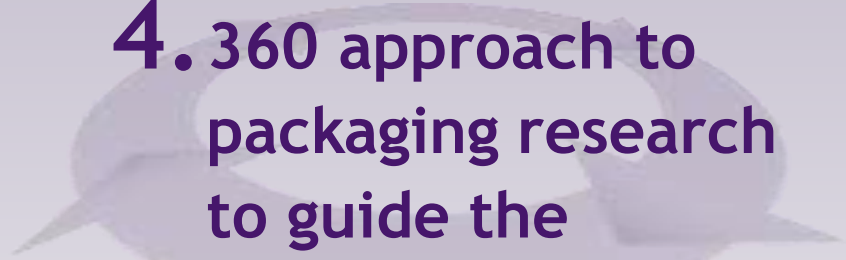 4. 360 approach to
packaging research
to guide the